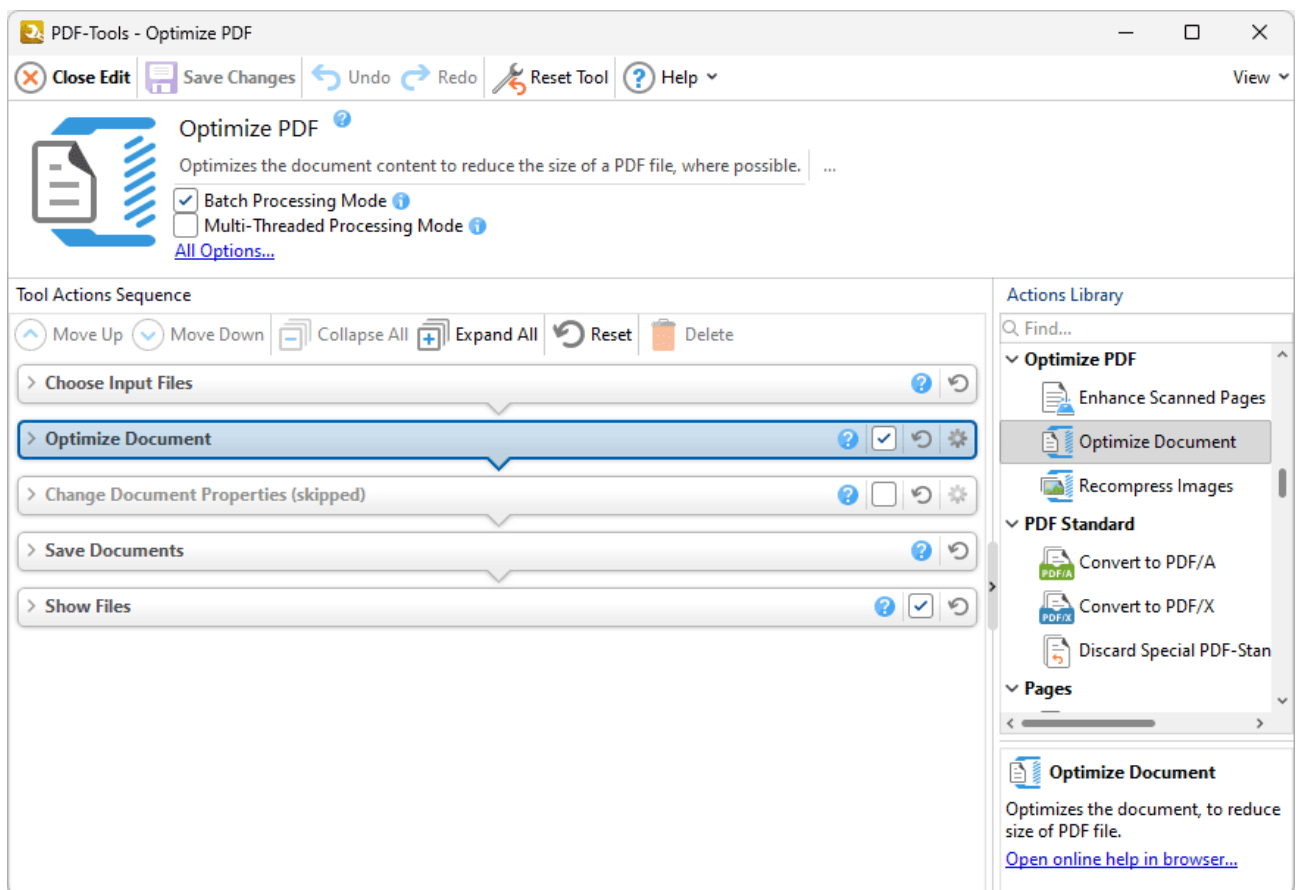 PDF-Tools - Optimize PDF
Close Edit Save Changes Undo Redo Reset Tool Help View
Optimize PDF
Optimizes the document content to reduce the size of a PDF file, where possible. ...
Batch Processing Mode
Multi-Threaded Processing Mode
All Options...
Tool Actions Sequence
Move Up Move Down Collapse All Expand All Reset Delete
Choose Input Files
Optimize Document
Change Document Properties (skipped)
Save Documents
Show Files
Actions Library
Find...
Optimize PDF
Enhance Scanned Pages
Optimize Document
Recompress Images
PDF Standard
PDF/A Convert to PDF/A
PDF/X Convert to PDF/X
Discard Special PDF-Stan
Pages
Optimize Document
Optimizes the document, to reduce
size of PDF file.
Open online help in browser...